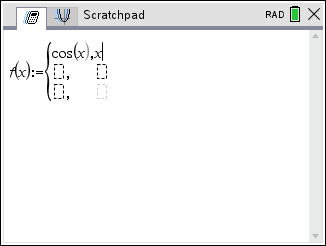 Scratchpad RAD
cos(x),x
f(x):={ ,
,